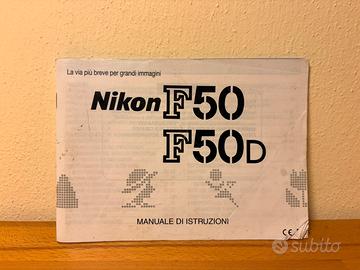 La via più breve per grandi immagini
Nikon F50
F50D
MANUALE DI ISTRUZIONI
CE
subito